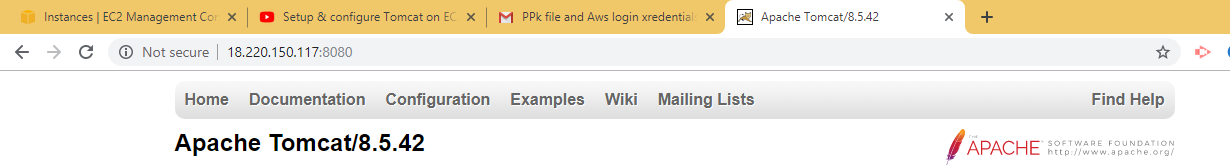 Instances | EC2 Management Con
Setup & configure Tomcat on EC
PPk file and Aws login xredentials
Apache Tomcat/8.5.42
Not secure | 18.220.150.117:8080
Home Documentation Configuration Examples Wiki Mailing Lists Find Help
Apache Tomcat/8.5.42
THE
APACHE SOFTWARE FOUNDATION
http://www.apache.org/